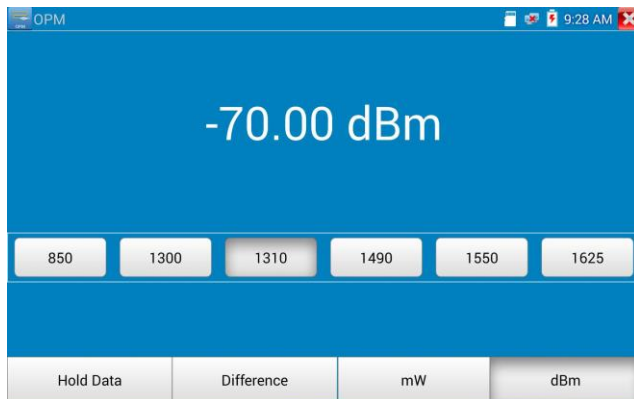 OPM
9:28 AM
-70.00 dBm
850 1300 1310 1490 1550 1625
Hold Data Difference mW dBm